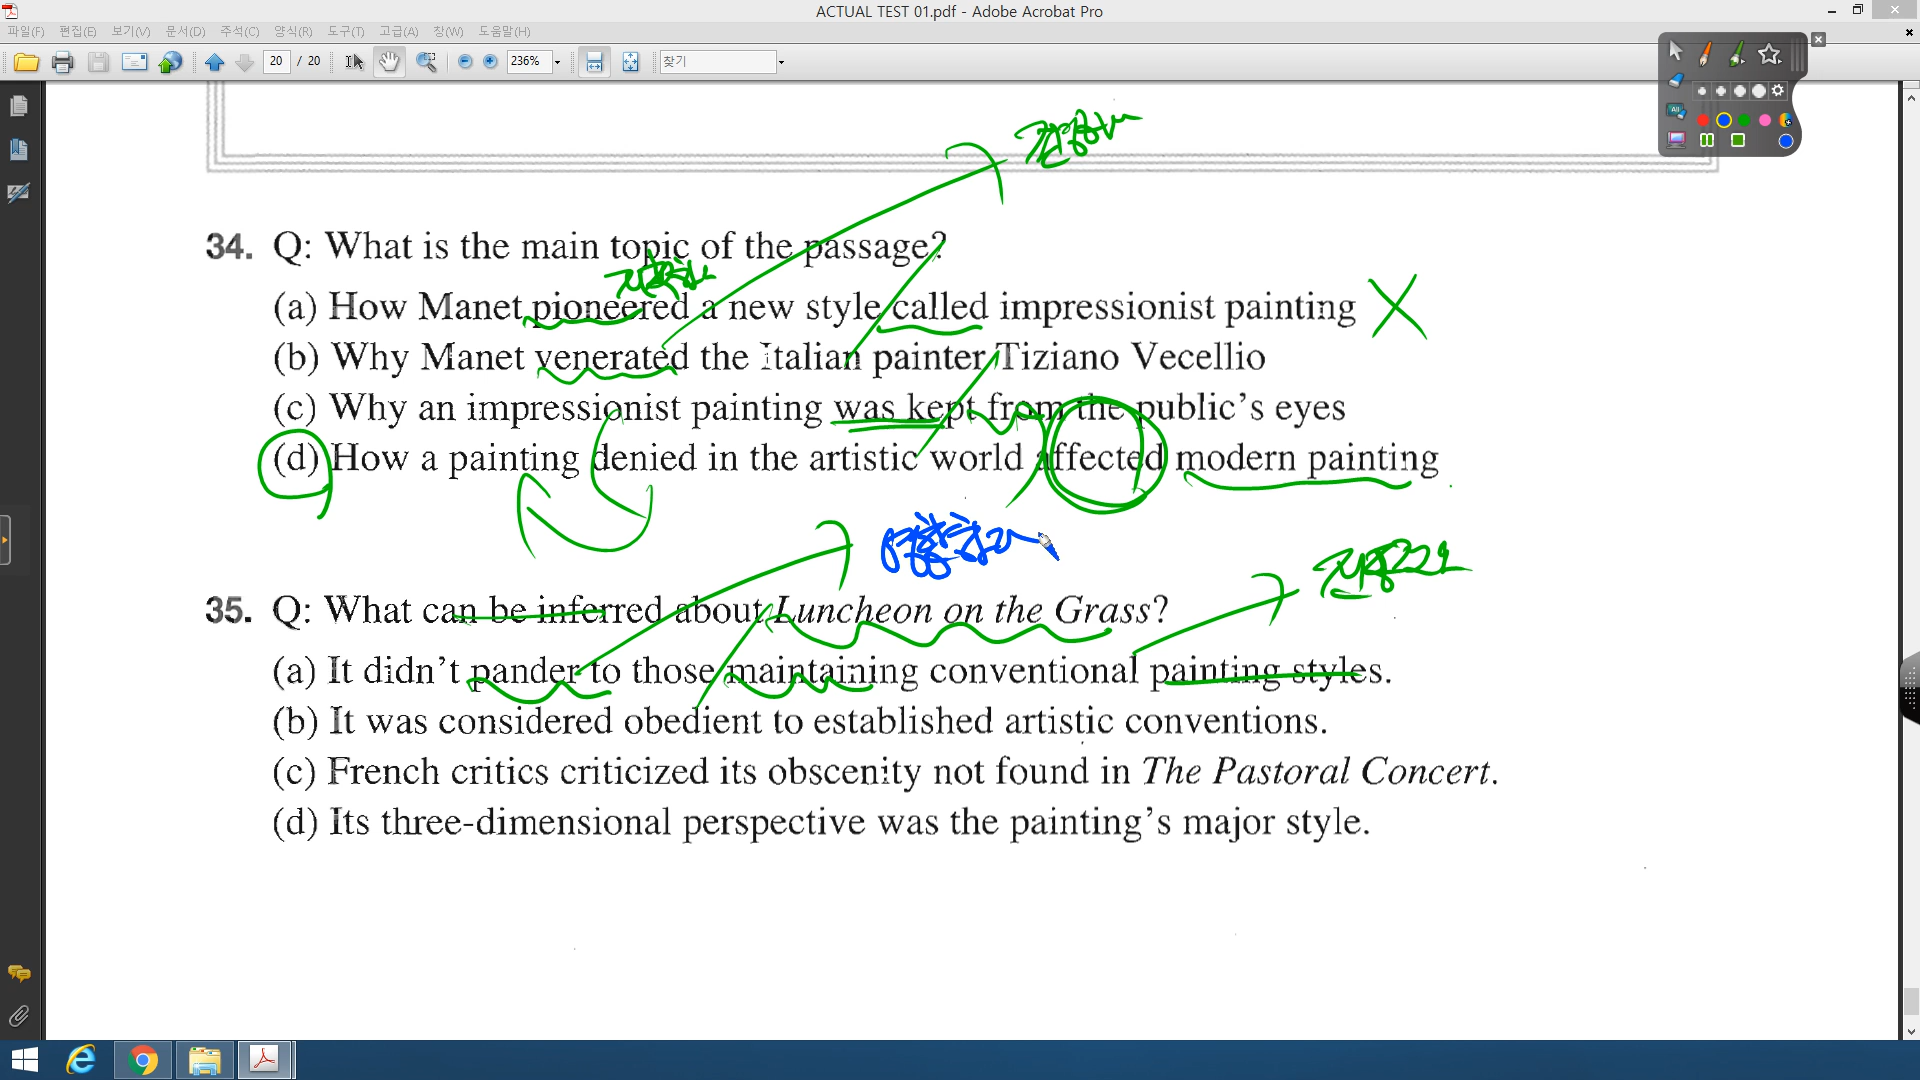 ACTUAL TEST 01.pdf - Adobe Acrobat Pro
파일(F) 편집(E) 보기(V) 문서(D) 주석(C) 양식(R) 도구(T) 고급(A) 창(W) 도움말(H)
20 / 20 236% 찾기
34. Q: What is the main topic of the passage?
(a) How Manet pioneered a new style called impressionist painting
(b) Why Manet venerated the Italian painter Tiziano Vecellio
(c) Why an impressionist painting was kept from the public's eyes
(d) How a painting denied in the artistic world affected modern painting
35. Q: What can be inferred about Luncheon on the Grass?
(a) It didn't pander to those maintaining conventional painting styles.
(b) It was considered obedient to established artistic conventions.
(c) French critics criticized its obscenity not found in The Pastoral Concert.
(d) Its three-dimensional perspective was the painting's major style.